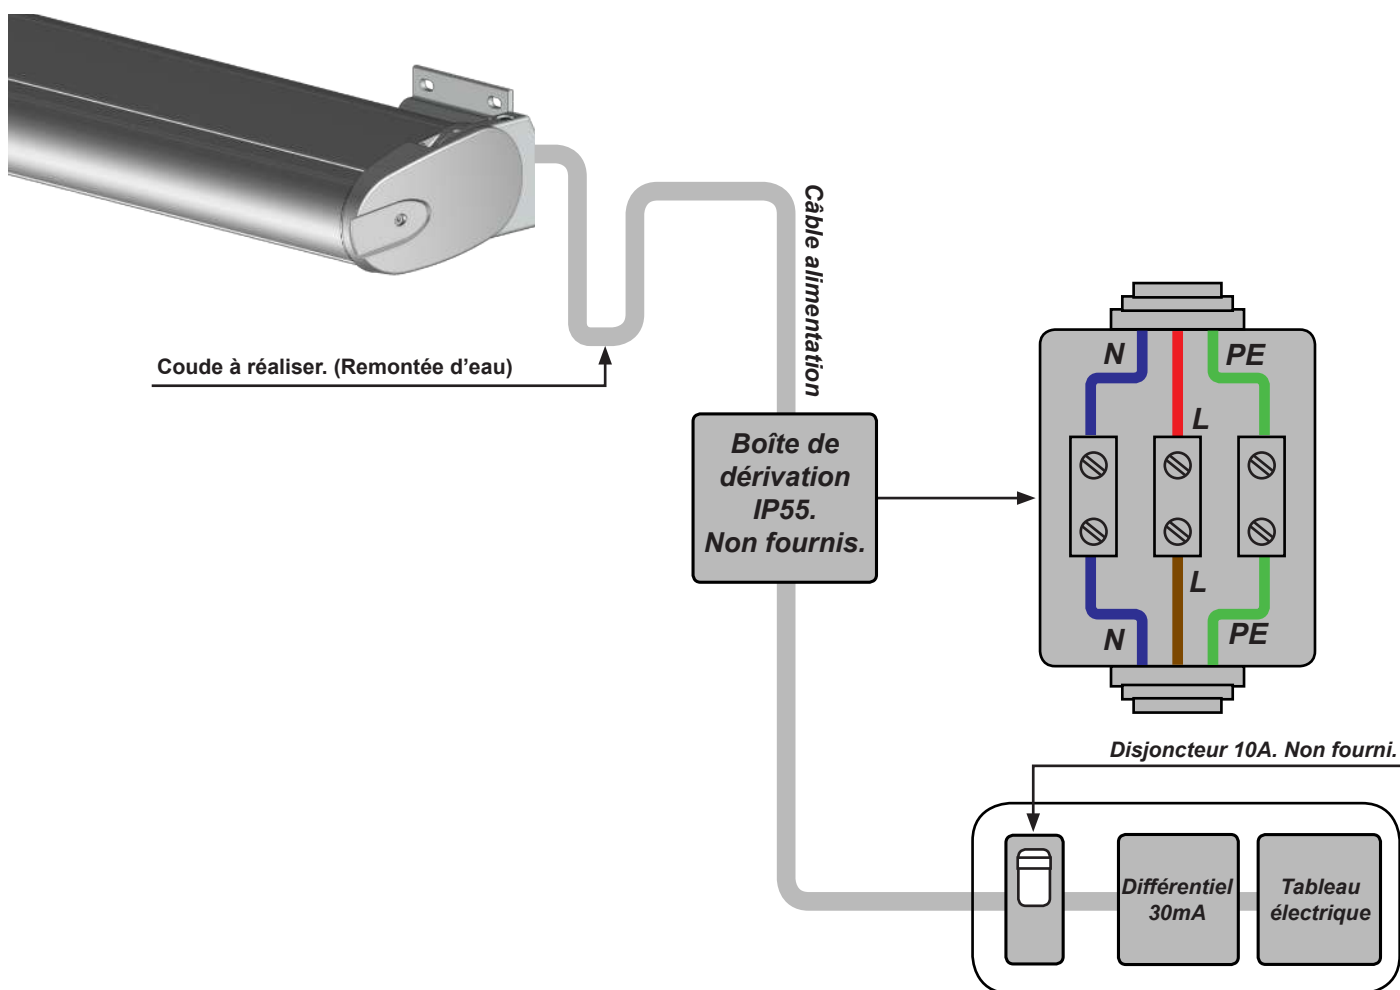 Câble alimentation
Coude à réaliser. (Remontée d'eau)
Boîte de
dérivation
IP55.
Non fournis.
N
PE
L
L
N
PE
Disjoncteur 10A. Non fourni.
Différentiel
30mA
Tableau
électrique